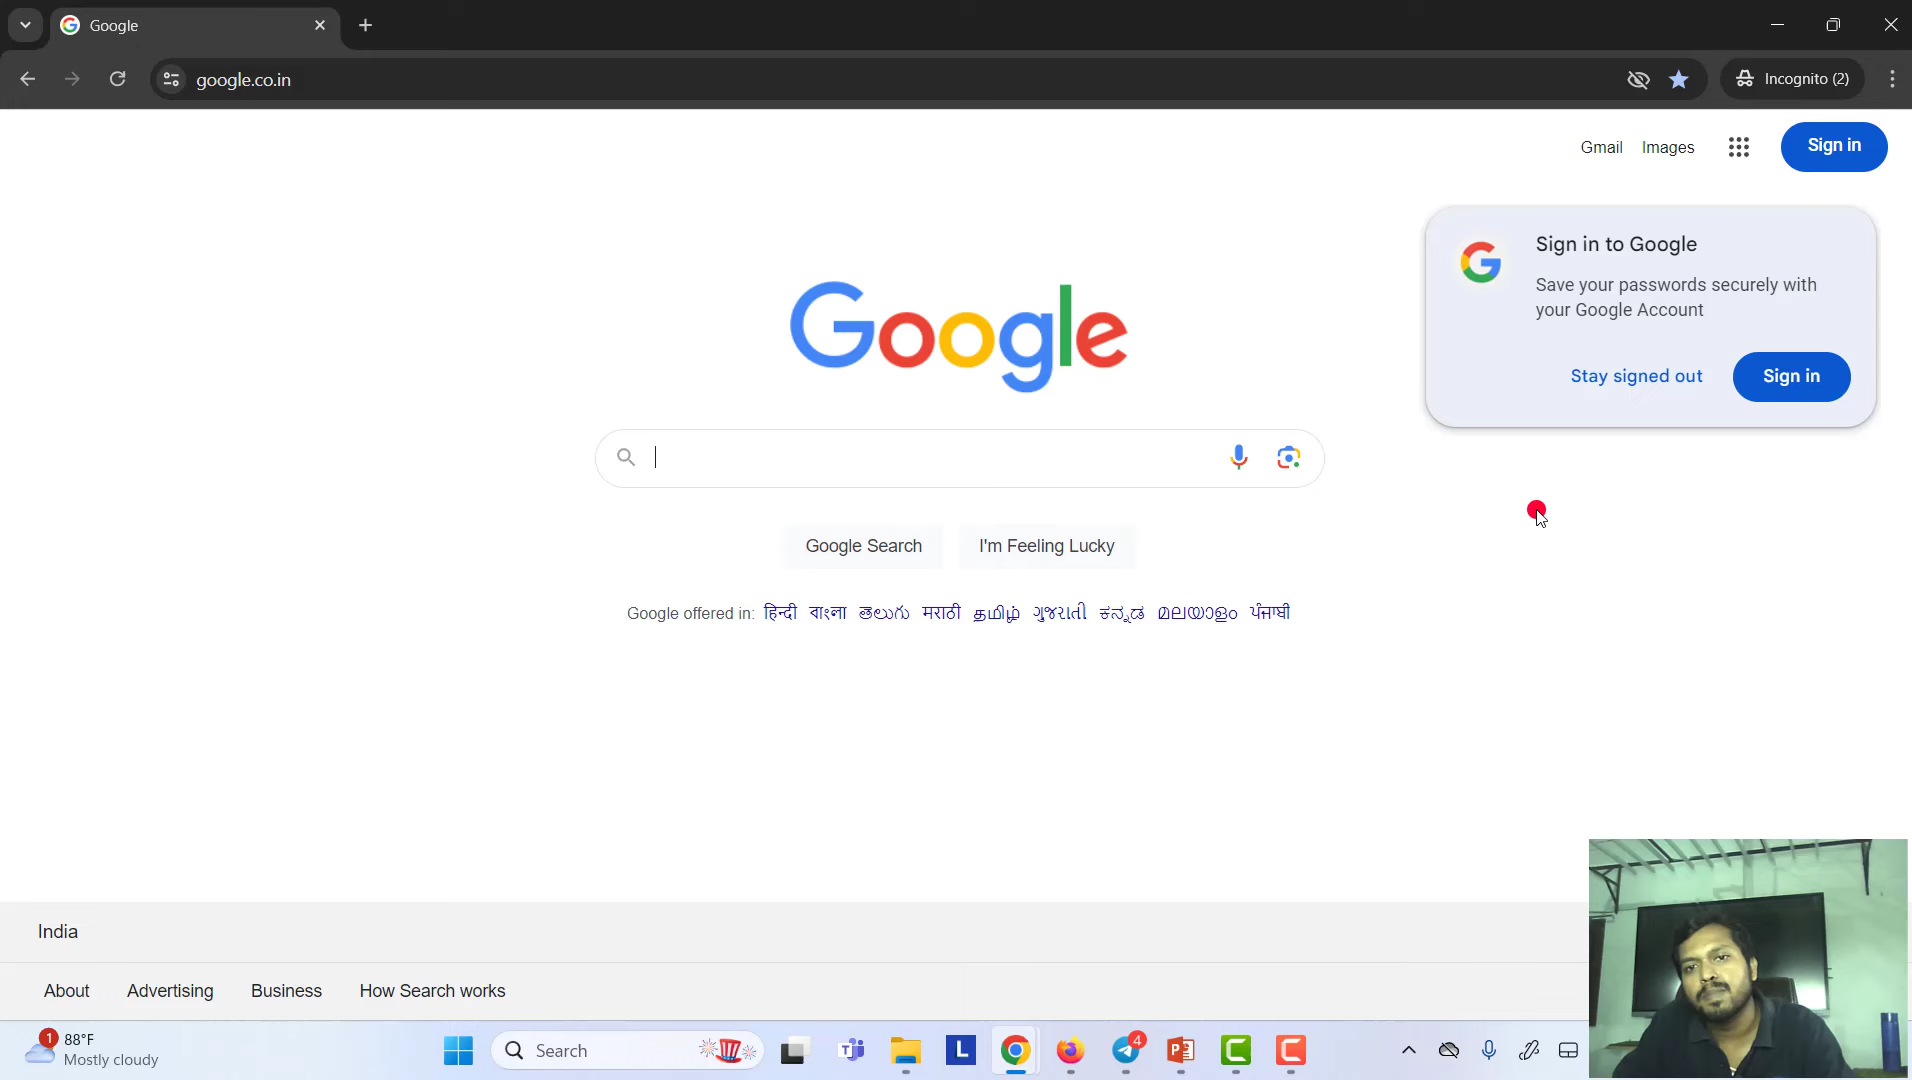 Google
google.co.in
Incognito (2)
Gmail Images Sign in
Sign in to Google
Save your passwords securely with
your Google Account
Stay signed out Sign in
Google
Google Search I'm Feeling Lucky
Google offered in: हिन्दी বাংলা తెలుగు मराठी தமிழ் ગુજરાતી ಕನ್ನಡ മലയാളം ਪੰਜਾਬੀ
India
About Advertising Business How Search works
1 88°F
Mostly cloudy
Search
L
4